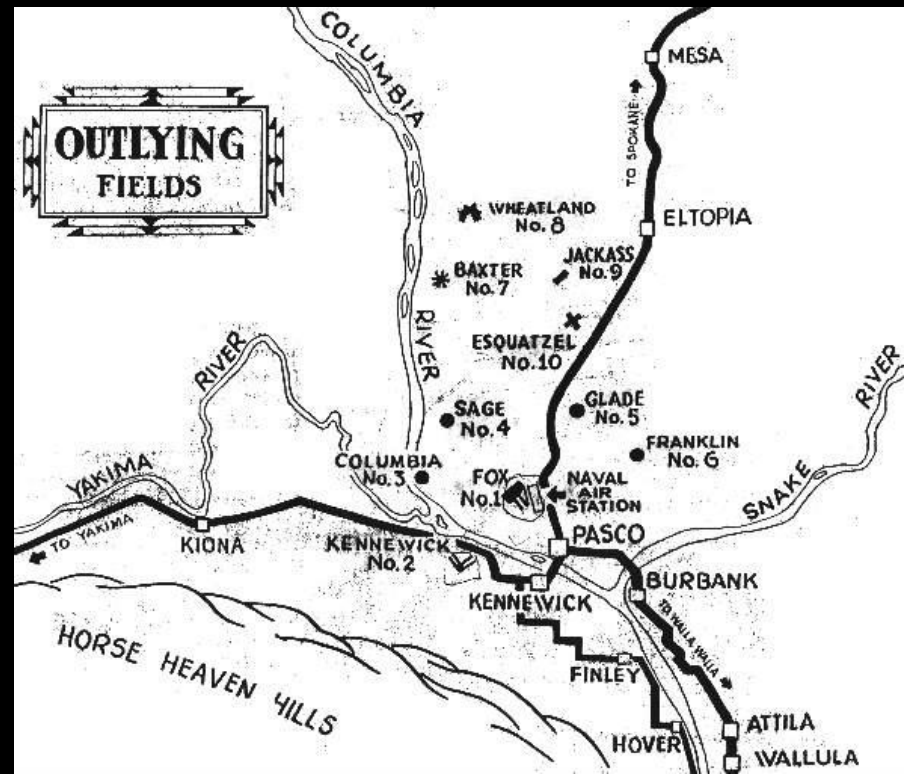 OUTLYING
FIELDS
COLUMBIA
RIVER
MESA
TO SPOKANE
ELTOPIA
WHEATLAND
No. 8
JACKASS
No. 9
BAXTER
No. 7
ESQUATZEL
No. 10
RIVER
GLADE
No. 5
SAGE
No. 4
FRANKLIN
No. 6
RIVER
SNAKE
COLUMBIA
No. 3
FOX
No. 1
NAVAL
AIR
STATION
YAKIMA
TO YAKIMA
KIONA
KENNEWICK
No. 2
PASCO
KENNEWICK
BURBANK
TO WALLA WALLA
HORSE HEAVEN HILLS
FINLEY
HOVER
ATTILA
WALLULA